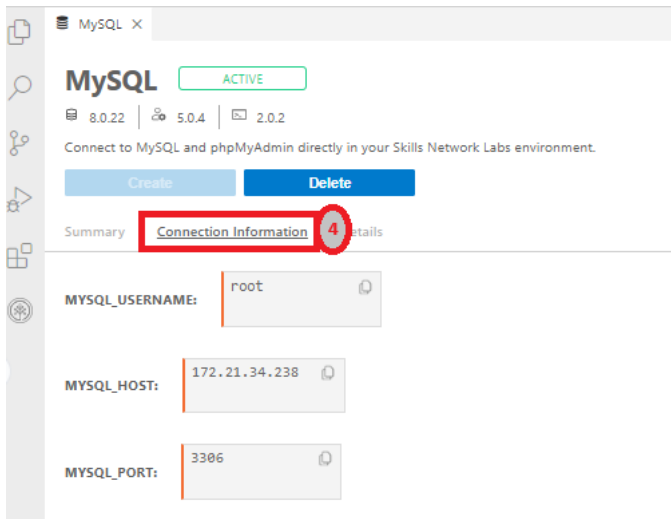 MySQL
MySQL ACTIVE
8.0.22 5.0.4 2.0.2
Connect to MySQL and phpMyAdmin directly in your Skills Network Labs environment.
Create Delete
Summary Connection Information 4 etails
MYSQL_USERNAME: root
MYSQL_HOST: 172.21.34.238
MYSQL_PORT: 3306